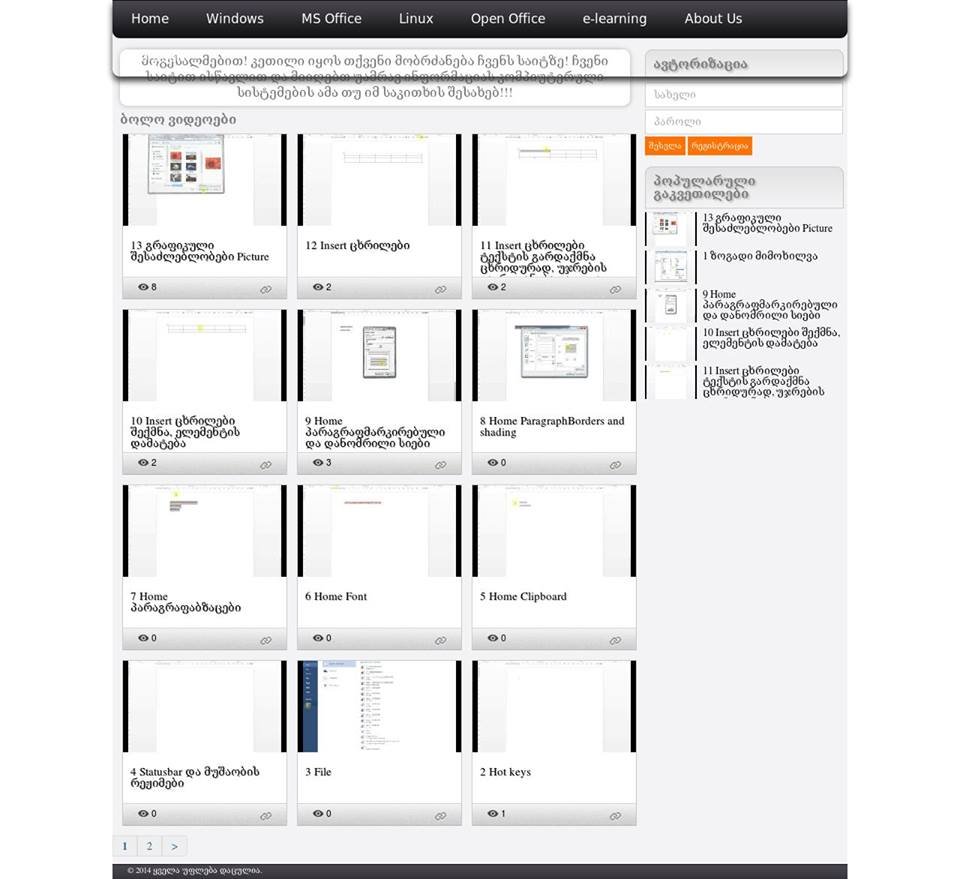 Home Windows MS Office Linux Open Office e-learning About Us
მოგესალმებით! კეთილი იყოს თქვენი მობრძანება ჩვენს საიტზე! ჩვენი
საიტით ისწავლით და მიიღებთ უამრავ ინფორმაციას კომპიუტერული
სისტემების ამა თუ იმ საკითხის შესახებ!!!
ბოლო ვიდეოები
13 გრაფიკული
შესაძლებლობები Picture
8
12 Insert ცხრილები
2
11 Insert ცხრილები
ტექსტის გარდაქმნა
ცხრიდურად, უჯრების
2
10 Insert ცხრილები
შექმნა, ელემენტის
დამატება
2
9 Home
პარაგრაფმარკირებული
და დანომრილი სიები
3
8 Home ParagraphBorders and
shading
0
7 Home
პარაგრაფაბზაცები
0
6 Home Font
0
5 Home Clipboard
0
4 Statusbar და მუშაობის
რეჟიმები
0
3 File
0
2 Hot keys
1
1 2 >
ავტორიზაცია
სახელი
პაროლი
შესვლა რეგისტრაცია
პოპულარული
გაკვეთილები
13 გრაფიკული
შესაძლებლობები Picture
1 ზოგადი მიმოხილვა
9 Home
პარაგრაფმარკირებული
და დანომრილი სიები
10 Insert ცხრილები შექმნა,
ელემენტის დამატება
11 Insert ცხრილები
ტექსტის გარდაქმნა
ცხრიდურად, უჯრების
© 2014 ყველა უფლება დაცულია.